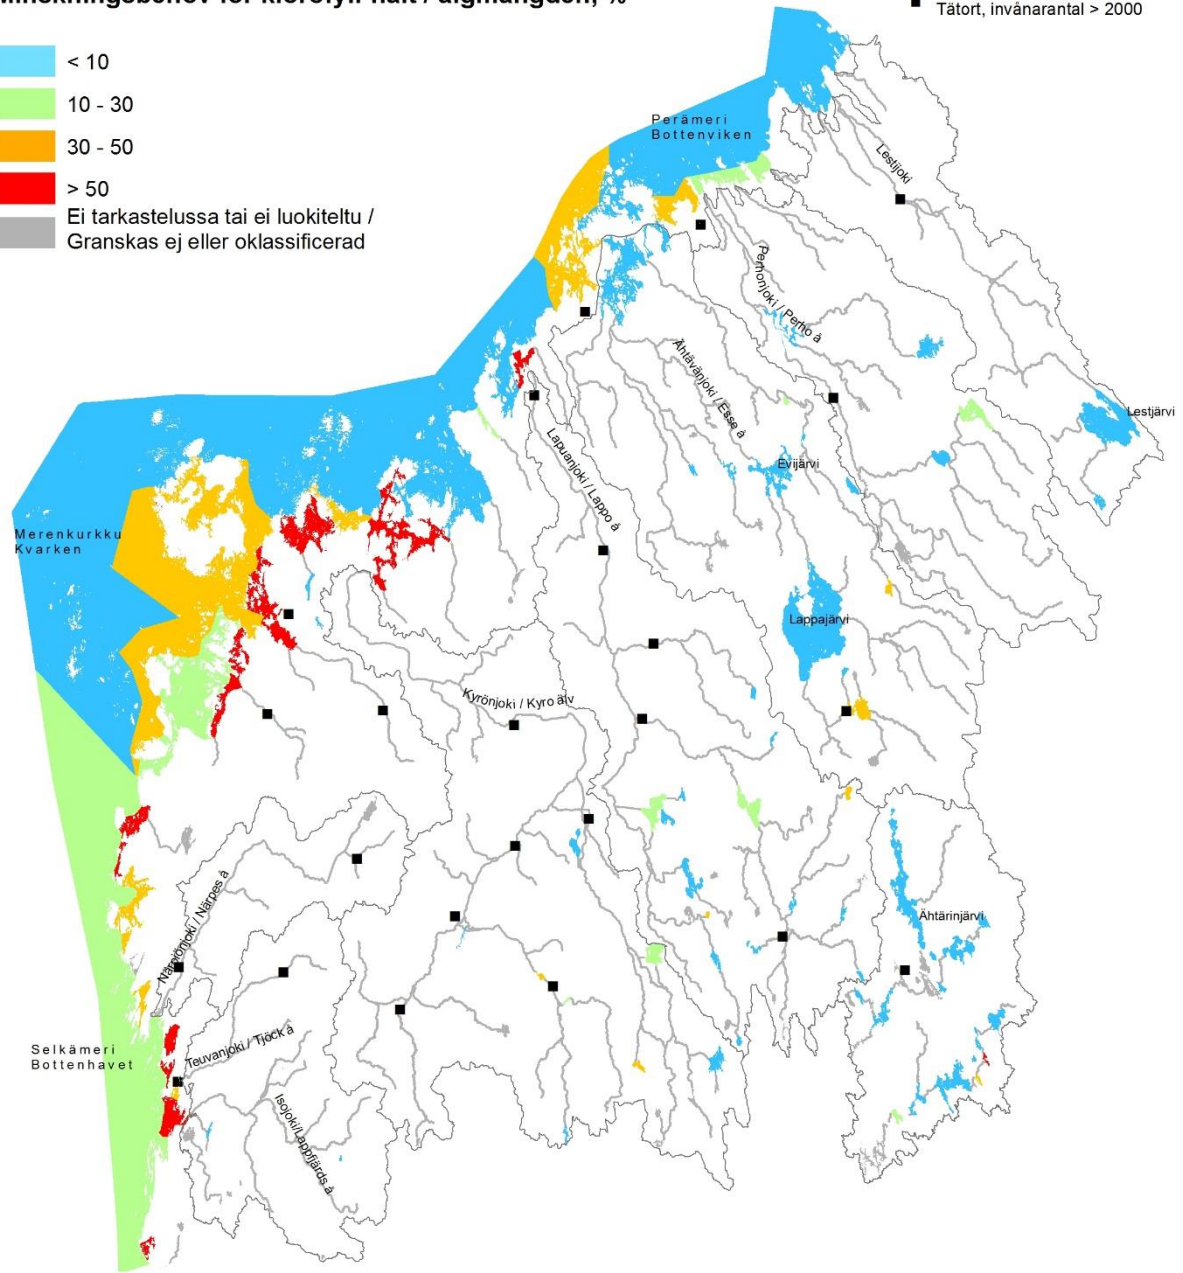 Minskningsbehov för klorofyll-halt / algmängden, %
Tätort, invånarantal > 2000
< 10
10 - 30
30 - 50
> 50
Ei tarkastelussa tai ei luokiteltu /
Granskas ej eller oklassificerad
Perämeri
Bottenviken
Lestijoki
Perhonjoki / Perho å
Ähtävänjoki / Esse å
Lestjärvi
Evijärvi
Lapuanjoki / Lappo å
Merenkurkku
Kvarken
Lappajärvi
Kyrönjoki / Kyro älv
Närpiönjoki / Närpes å
Ähtärinjärvi
Selkämeri
Bottenhavet
Teuvanjoki / Tjöck å
Isojoki/Lappfjärds å